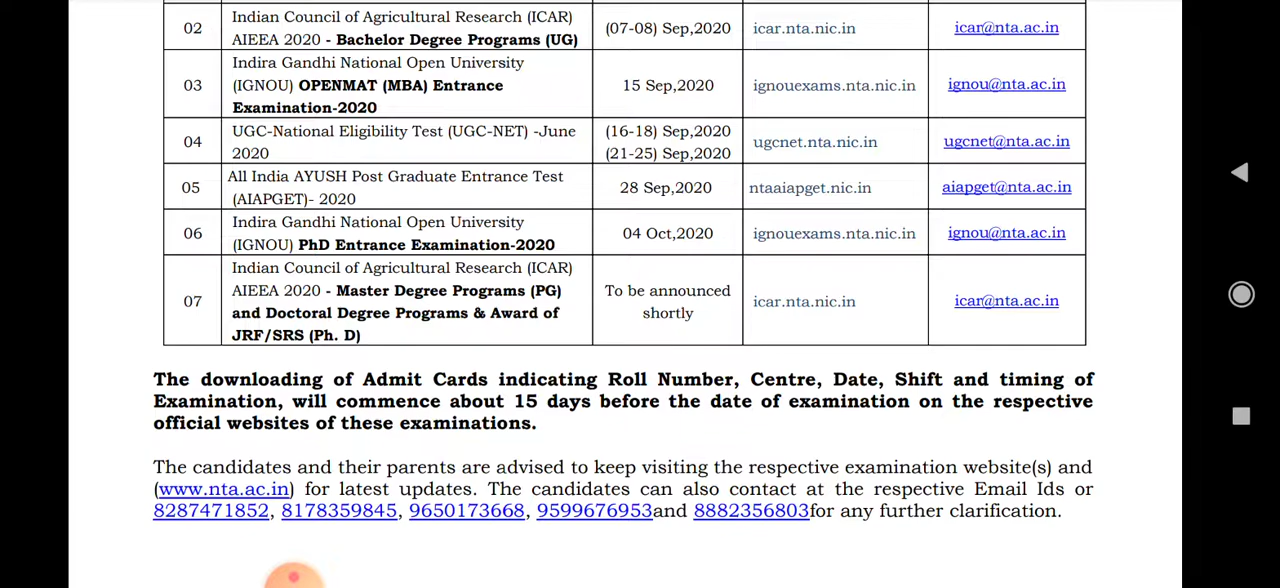 02
Indian Council of Agricultural Research (ICAR)
AIEEA 2020 - Bachelor Degree Programs (UG)
(07-08) Sep,2020
icar.nta.nic.in
icar@nta.ac.in
03
Indira Gandhi National Open University
(IGNOU) OPENMAT (MBA) Entrance
Examination-2020
15 Sep,2020
ignouexams.nta.nic.in
ignou@nta.ac.in
04
UGC-National Eligibility Test (UGC-NET) -June
2020
(16-18) Sep,2020
(21-25) Sep,2020
ugcnet.nta.nic.in
ugcnet@nta.ac.in
05
All India AYUSH Post Graduate Entrance Test
(AIAPGET)- 2020
28 Sep,2020
ntaaiapget.nic.in
aiapget@nta.ac.in
06
Indira Gandhi National Open University
(IGNOU) PhD Entrance Examination-2020
04 Oct,2020
ignouexams.nta.nic.in
ignou@nta.ac.in
07
Indian Council of Agricultural Research (ICAR)
AIEEA 2020 - Master Degree Programs (PG)
and Doctoral Degree Programs & Award of
JRF/SRS (Ph. D)
To be announced
shortly
icar.nta.nic.in
icar@nta.ac.in
The downloading of Admit Cards indicating Roll Number, Centre, Date, Shift and timing of
Examination, will commence about 15 days before the date of examination on the respective
official websites of these examinations.
The candidates and their parents are advised to keep visiting the respective examination website(s) and
(www.nta.ac.in) for latest updates. The candidates can also contact at the respective Email Ids or
8287471852, 8178359845, 9650173668, 9599676953and 8882356803for any further clarification.